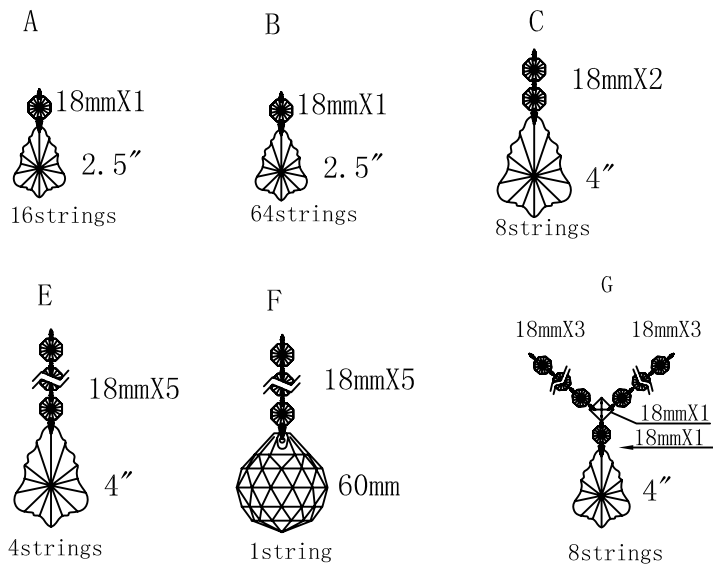 A
18mmX1
2.5″
16strings
B
18mmX1
2.5″
64strings
C
18mmX2
4″
8strings
E
18mmX5
4″
4strings
F
18mmX5
60mm
1string
G
18mmX3 18mmX3
18mmX1
18mmX1
4″
8strings